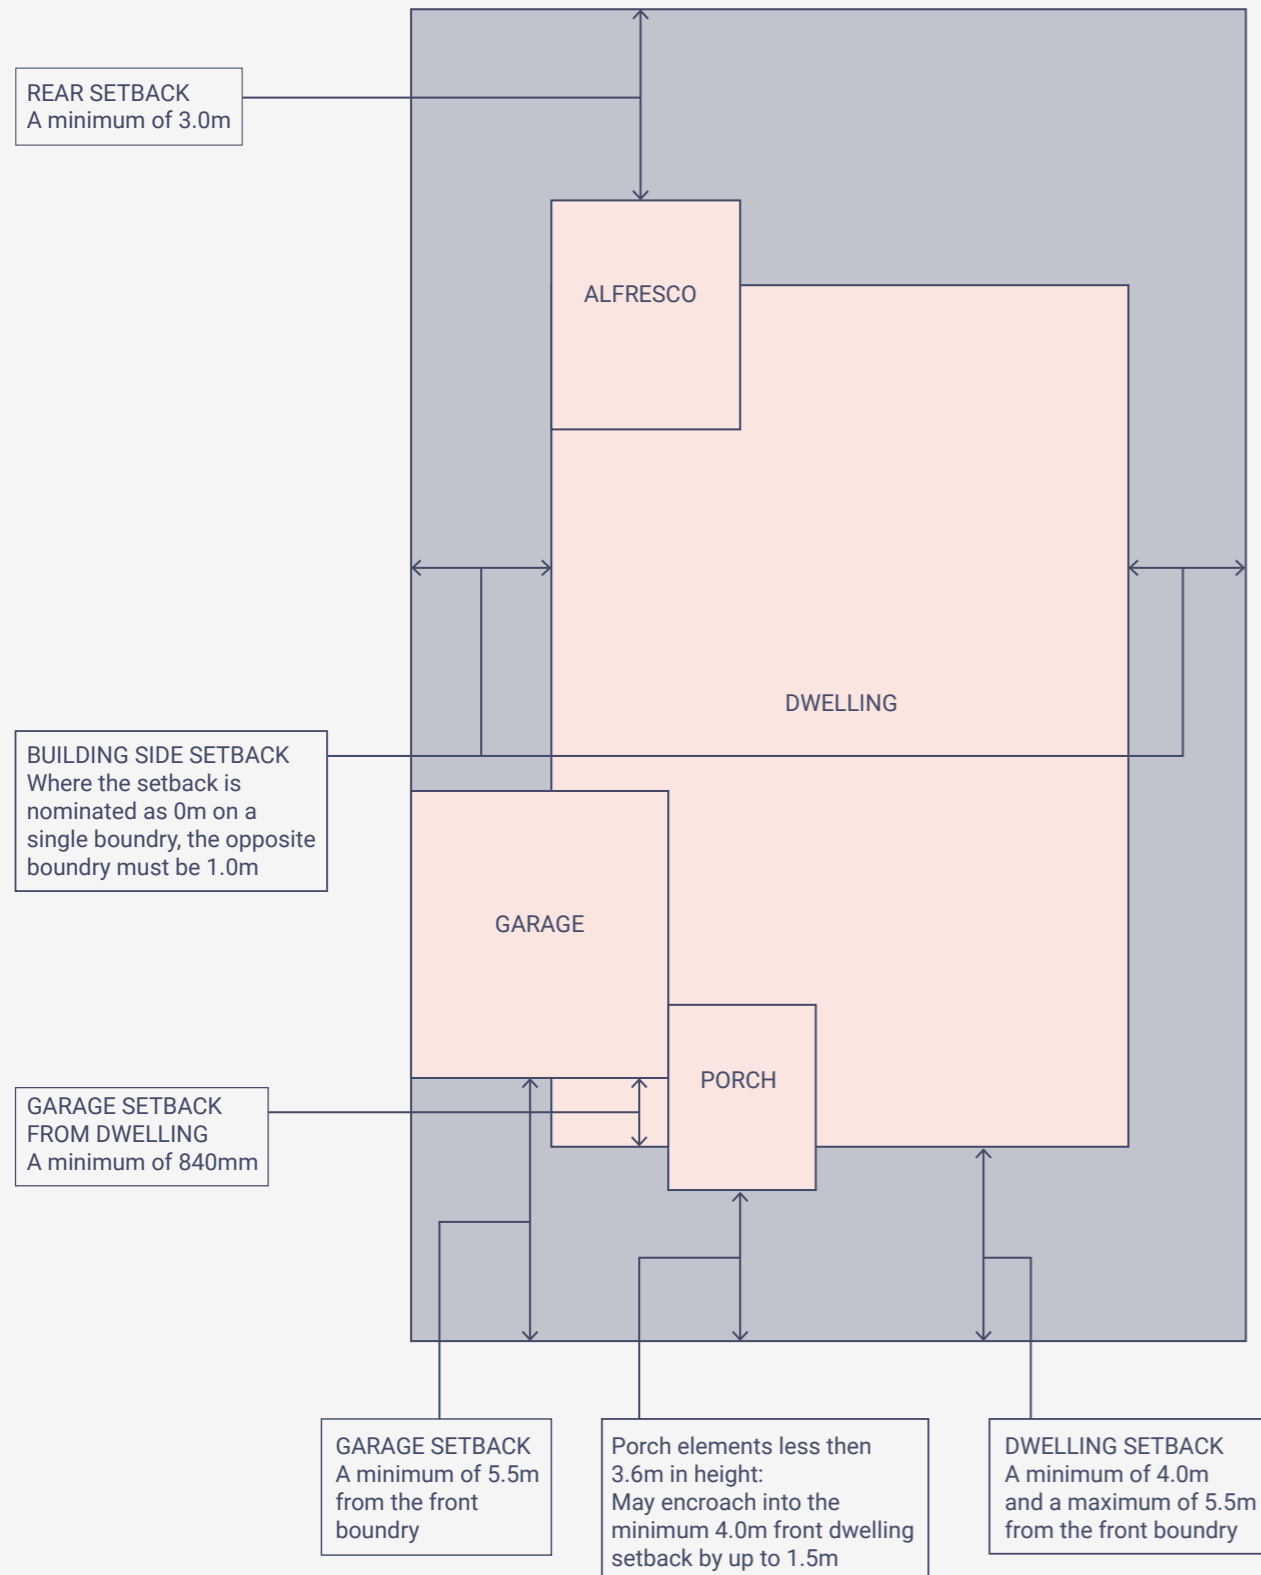 REAR SETBACK
A minimum of 3.0m
ALFRESCO
DWELLING
BUILDING SIDE SETBACK
Where the setback is
nominated as 0m on a
single boundry, the opposite
boundry must be 1.0m
GARAGE
PORCH
GARAGE SETBACK
FROM DWELLING
A minimum of 840mm
GARAGE SETBACK
A minimum of 5.5m
from the front
boundry
Porch elements less then
3.6m in height:
May encroach into the
minimum 4.0m front dwelling
setback by up to 1.5m
DWELLING SETBACK
A minimum of 4.0m
and a maximum of 5.5m
from the front boundry